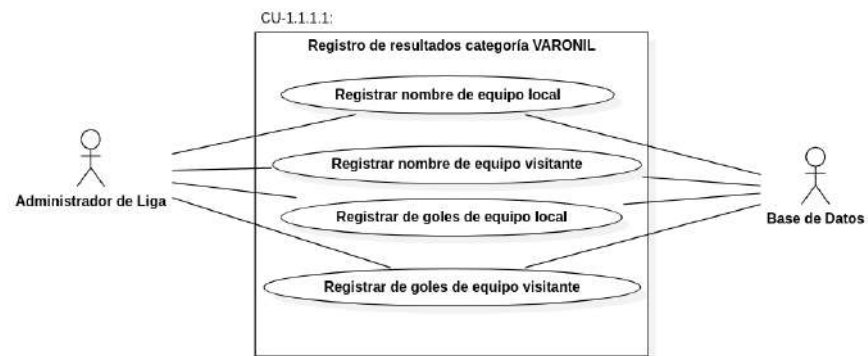 CU-1.1.1.1:
Registro de resultados categoría VARONIL
Registrar nombre de equipo local
Registrar nombre de equipo visitante
Administrador de Liga
Registrar de goles de equipo local
Base de Datos
Registrar de goles de equipo visitante